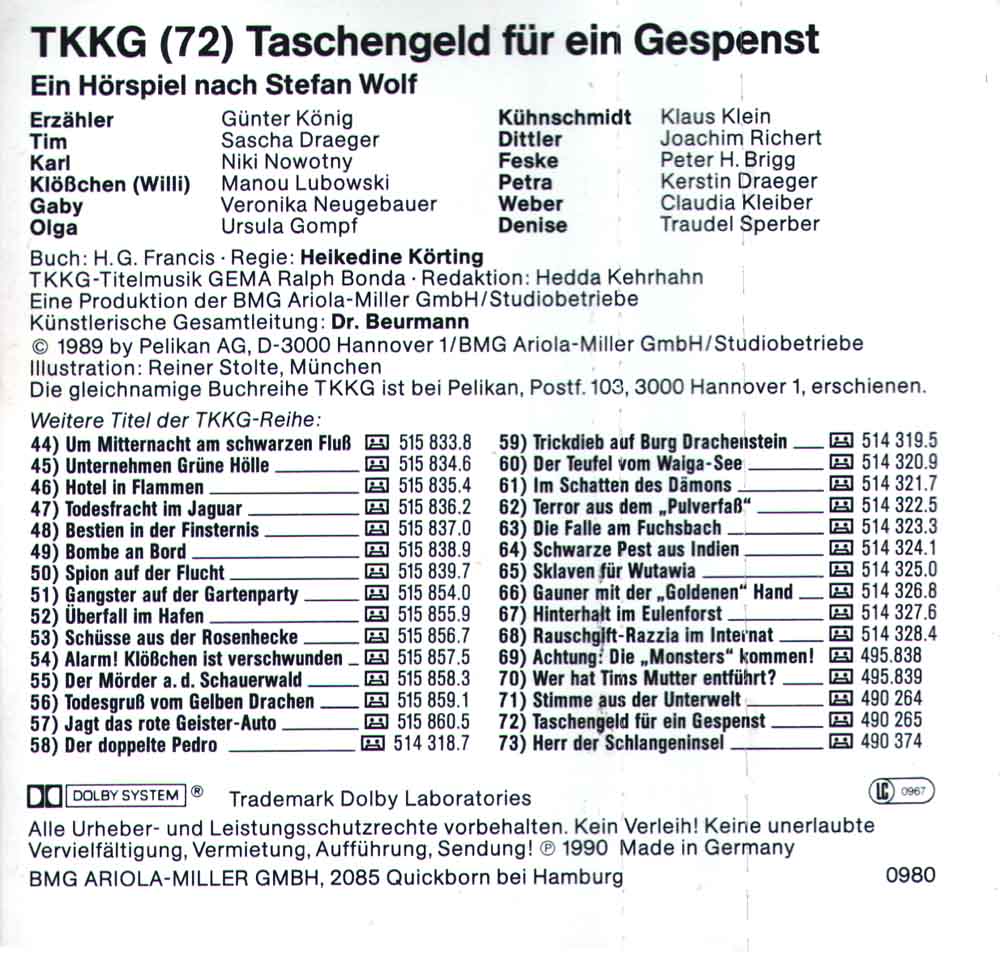 TKKG (72) Taschengeld für ein Gespenst
Ein Hörspiel nach Stefan Wolf
Erzähler Günter König
Tim Sascha Draeger
Karl Niki Nowotny
Klößchen (Willi) Manou Lubowski
Gaby Veronika Neugebauer
Olga Ursula Gompf
Kühnschmidt Klaus Klein
Dittler Joachim Richert
Feske Peter H. Brigg
Petra Kerstin Draeger
Weber Claudia Kleiber
Denise Traudel Sperber
Buch: H.G. Francis · Regie: Heikedine Körting
TKKG-Titelmusik GEMA Ralph Bonda · Redaktion: Hedda Kehrhahn
Eine Produktion der BMG Ariola-Miller GmbH/Studiobetriebe
Künstlerische Gesamtleitung: Dr. Beurmann
© 1989 by Pelikan AG, D-3000 Hannover 1/BMG Ariola-Miller GmbH/Studiobetriebe
Illustration: Reiner Stolte, München
Die gleichnamige Buchreihe TKKG ist bei Pelikan, Postf. 103, 3000 Hannover 1, erschienen.
Weitere Titel der TKKG-Reihe:
44) Um Mitternacht am schwarzen Fluß 515 833.8
45) Unternehmen Grüne Hölle 515 834.6
46) Hotel in Flammen 515 835.4
47) Todesfracht im Jaguar 515 836.2
48) Bestien in der Finsternis 515 837.0
49) Bombe an Bord 515 838.9
50) Spion auf der Flucht 515 839.7
51) Gangster auf der Gartenparty 515 854.0
52) Überfall im Hafen 515 855.9
53) Schüsse aus der Rosenhecke 515 856.7
54) Alarm! Klößchen ist verschwunden 515 857.5
55) Der Mörder a. d. Schauerwald 515 858.3
56) Todesgruß vom Gelben Drachen 515 859.1
57) Jagt das rote Geister-Auto 515 860.5
58) Der doppelte Pedro 514 318.7
59) Trickdieb auf Burg Drachenstein 514 319.5
60) Der Teufel vom Waiga-See 514 320.9
61) Im Schatten des Dämons 514 321.7
62) Terror aus dem „Pulverfaß" 514 322.5
63) Die Falle am Fuchsbach 514 323.3
64) Schwarze Pest aus Indien 514 324.1
65) Sklaven für Wutawia 514 325.0
66) Gauner mit der „Goldenen" Hand 514 326.8
67) Hinterhalt im Eulenforst 514 327.6
68) Rauschgift-Razzia im Internat 514 328.4
69) Achtung: Die „Monsters" kommen! 495.838
70) Wer hat Tims Mutter entführt? 495.839
71) Stimme aus der Unterwelt 490 264
72) Taschengeld für ein Gespenst 490 265
73) Herr der Schlangeninsel 490 374
DOLBY SYSTEM ® Trademark Dolby Laboratories
LC 0967
Alle Urheber- und Leistungsschutzrechte vorbehalten. Kein Verleih! Keine unerlaubte
Vervielfältigung, Vermietung, Aufführung, Sendung! ℗ 1990 Made in Germany
BMG ARIOLA-MILLER GMBH, 2085 Quickborn bei Hamburg 0980